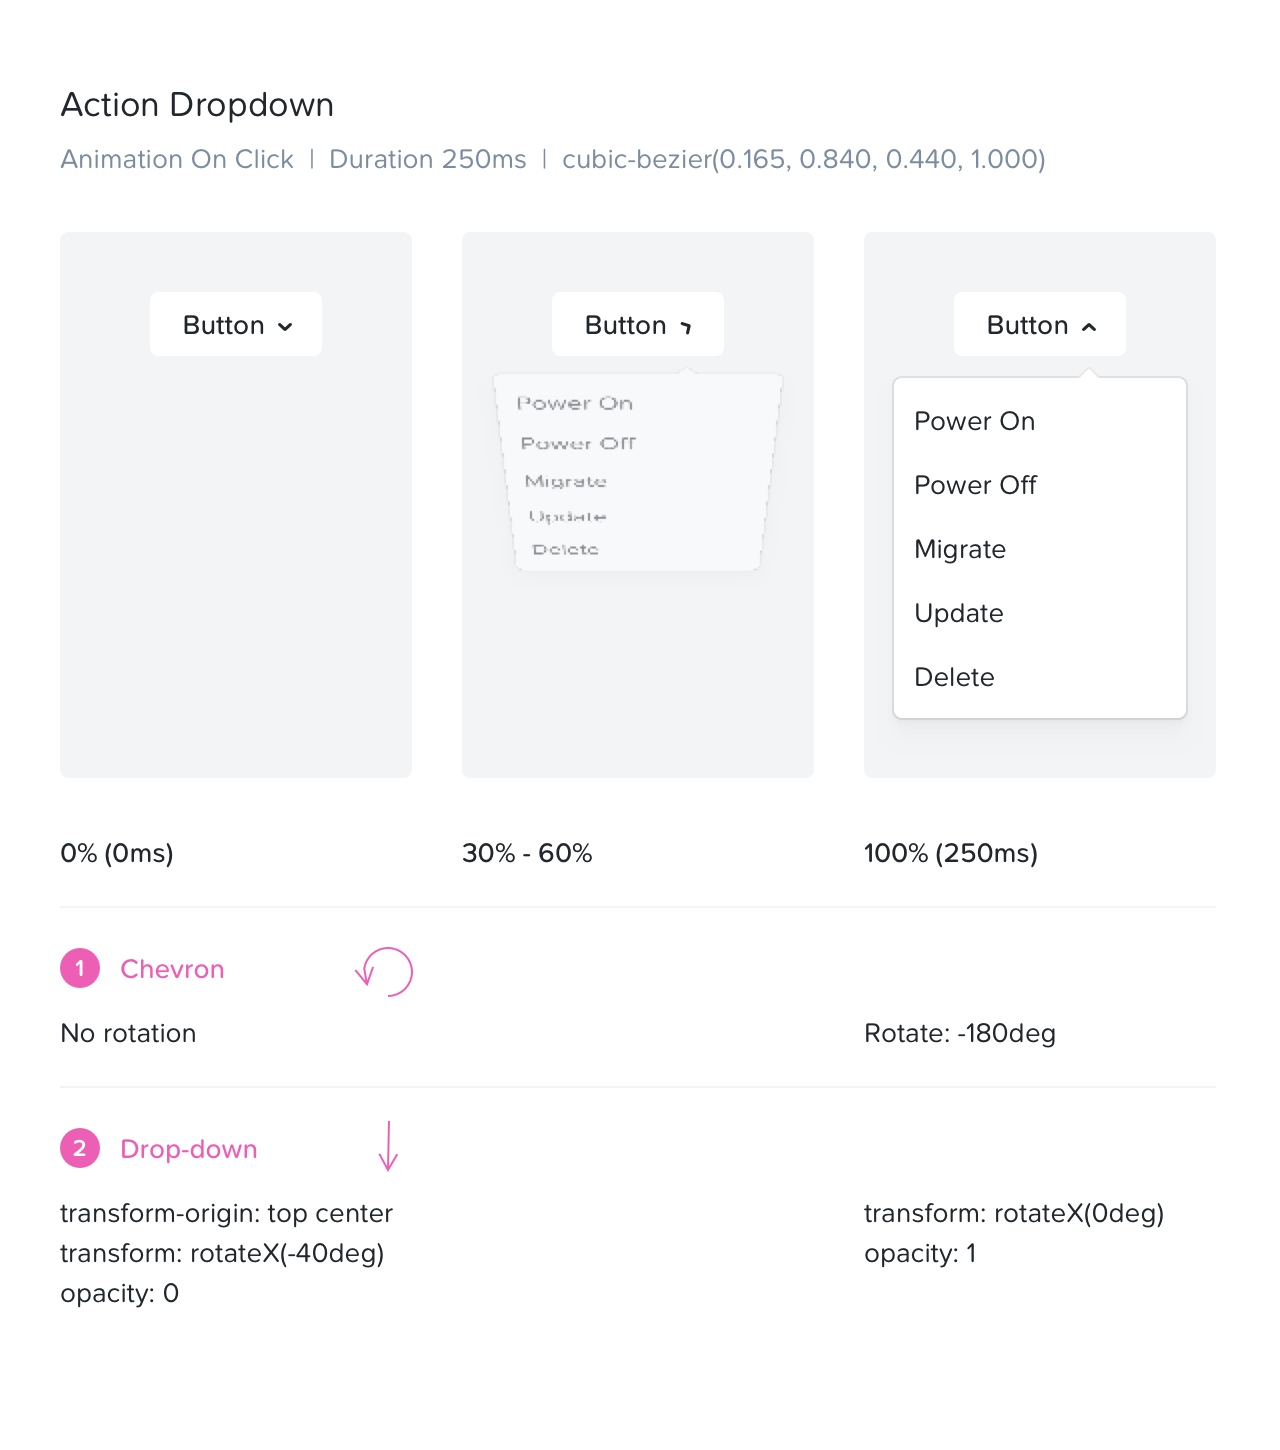 Action Dropdown
Animation On Click | Duration 250ms | cubic-bezier(0.165, 0.840, 0.440, 1.000)
Button
Button
Power On
Power Off
Migrate
Update
Delete
Button
Power On
Power Off
Migrate
Update
Delete
0% (0ms)
30% - 60%
100% (250ms)
1 Chevron
No rotation
Rotate: -180deg
2 Drop-down
transform-origin: top center
transform: rotateX(-40deg)
opacity: 0
transform: rotateX(0deg)
opacity: 1